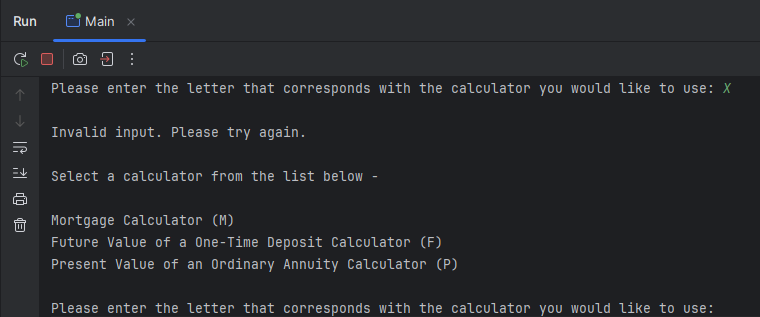 Run Main
Please enter the letter that corresponds with the calculator you would like to use: X
Invalid input. Please try again.
Select a calculator from the list below -
Mortgage Calculator (M)
Future Value of a One-Time Deposit Calculator (F)
Present Value of an Ordinary Annuity Calculator (P)
Please enter the letter that corresponds with the calculator you would like to use: